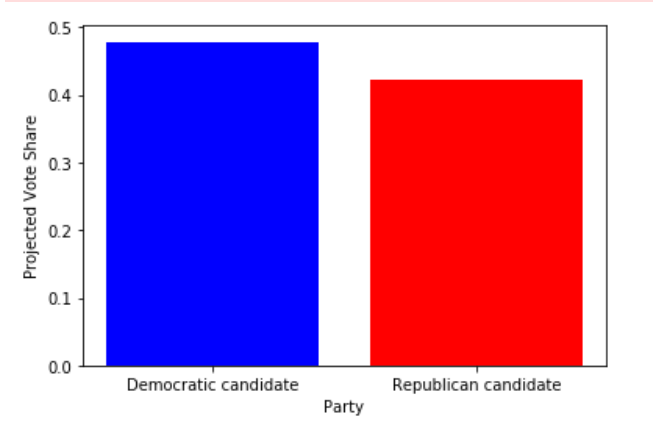 0.5
0.4
0.3
0.2
0.1
0.0
Projected Vote Share
Democratic candidate
Republican candidate
Party